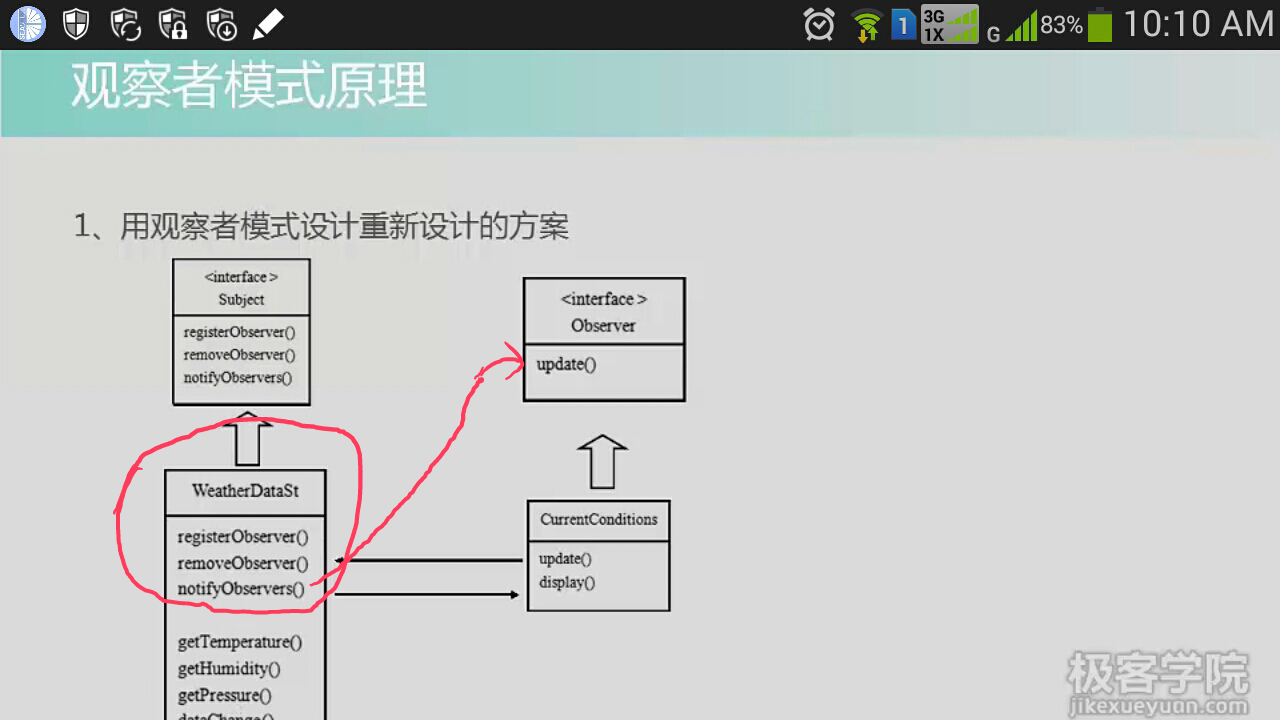 1
3G
1X
G
83%
10:10 AM
观察者模式原理
1、用观察者模式设计重新设计的方案
<interface >
Subject
registerObserver()
removeObserver()
notifyObservers()
<interface >
Observer
update()
WeatherDataSt
registerObserver()
removeObserver()
notifyObservers()
getTemperature()
getHumidity()
getPressure()
dataChange()
CurrentConditions
update()
display()
极客学院
jikexueyuan.com